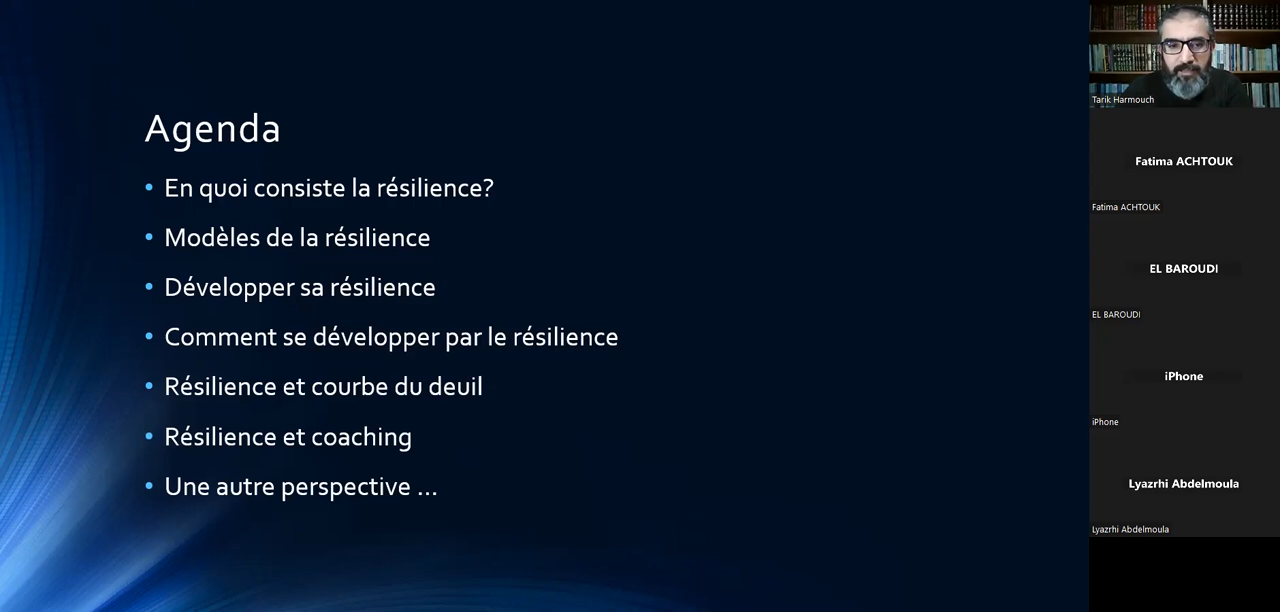 Agenda
• En quoi consiste la résilience?
• Modèles de la résilience
• Développer sa résilience
• Comment se développer par le résilience
• Résilience et courbe du deuil
• Résilience et coaching
• Une autre perspective ...
Tarik Harmouch
Fatima ACHTOUK
Fatima ACHTOUK
EL BAROUDI
EL BAROUDI
iPhone
iPhone
Lyazrhi Abdelmoula
Lyazrhi Abdelmoula